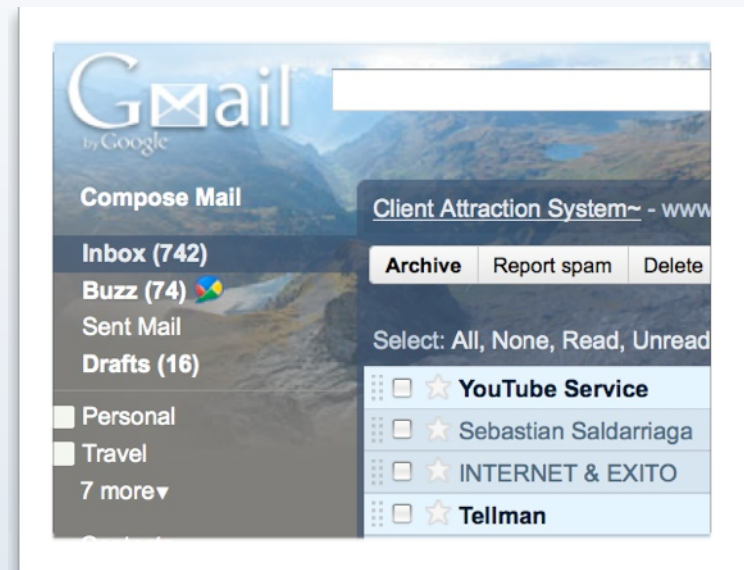 Gmail
by Google
Compose Mail
Client Attraction System~ - www
Inbox (742)
Archive Report spam Delete
Buzz (74)
Sent Mail
Select: All, None, Read, Unread
Drafts (16)
YouTube Service
Personal
Sebastian Saldarriaga
Travel
INTERNET & EXITO
7 more▾
Tellman